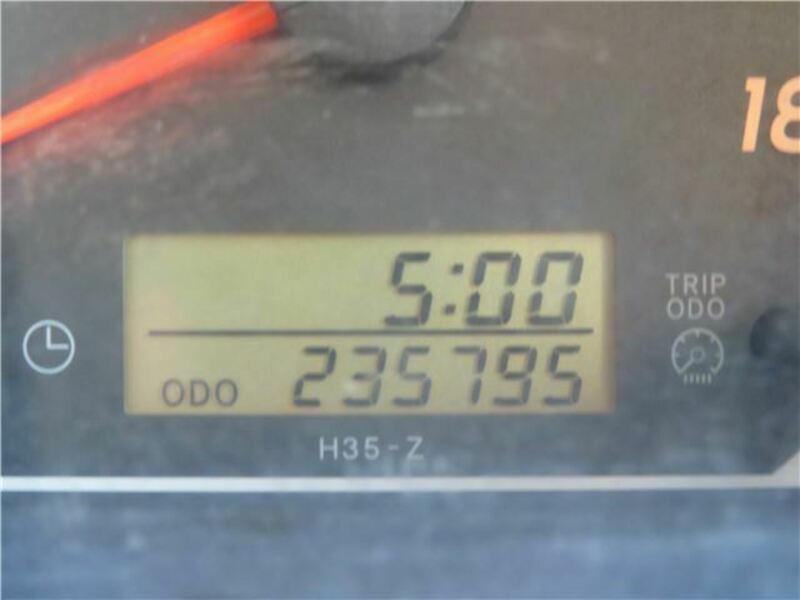 18
5:00
TRIP
ODO
ODO 235795
H35-Z